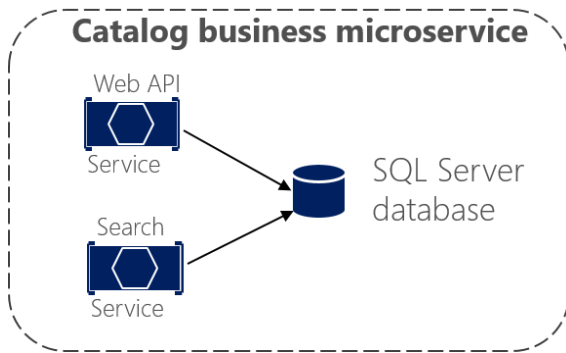 Catalog business microservice
Web API
Service
SQL Server
database
Search
Service